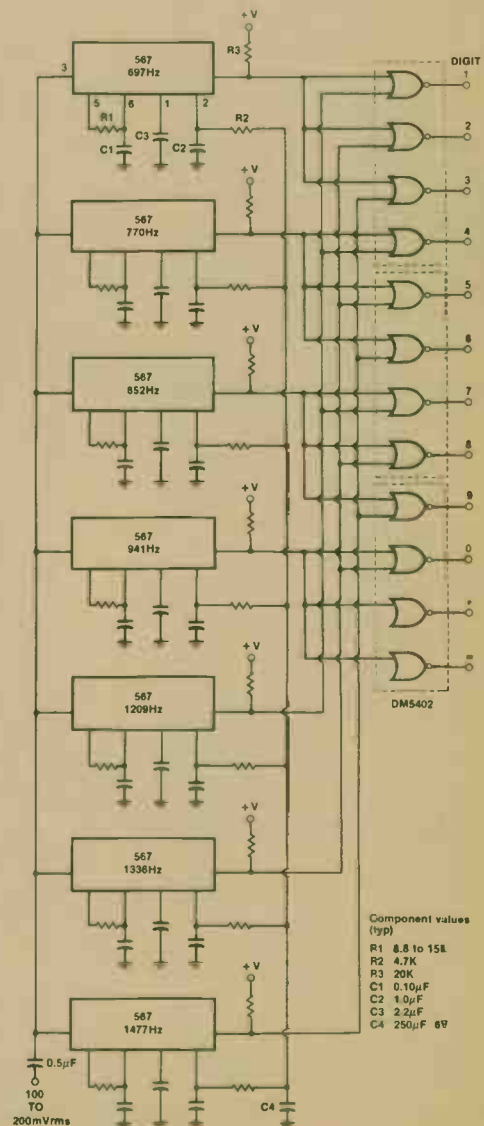 + V
R3
DIGIT
3
567
697Hz
1
5
6
1
2
R1
R2
C1
C3
C2
2
+ V
3
567
770Hz
4
5
+ V
6
567
852Hz
7
8
+ V
9
567
941Hz
0
+ V
DM5402
567
1209Hz
+ V
567
1336Hz
Component values
(typ)
R1 6.8 to 15k
R2 4.7K
R3 20K
C1 0.10µF
C2 1.0µF
C3 2.2µF
C4 250µF 6V
+ V
567
1477Hz
0.5µF
100
TO
200mVrms
C4